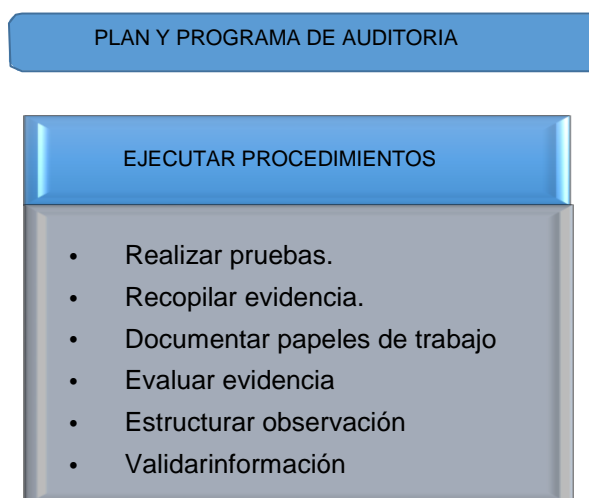 PLAN Y PROGRAMA DE AUDITORIA
EJECUTAR PROCEDIMIENTOS
• Realizar pruebas.
• Recopilar evidencia.
• Documentar papeles de trabajo
• Evaluar evidencia
• Estructurar observación
• Validarinformación